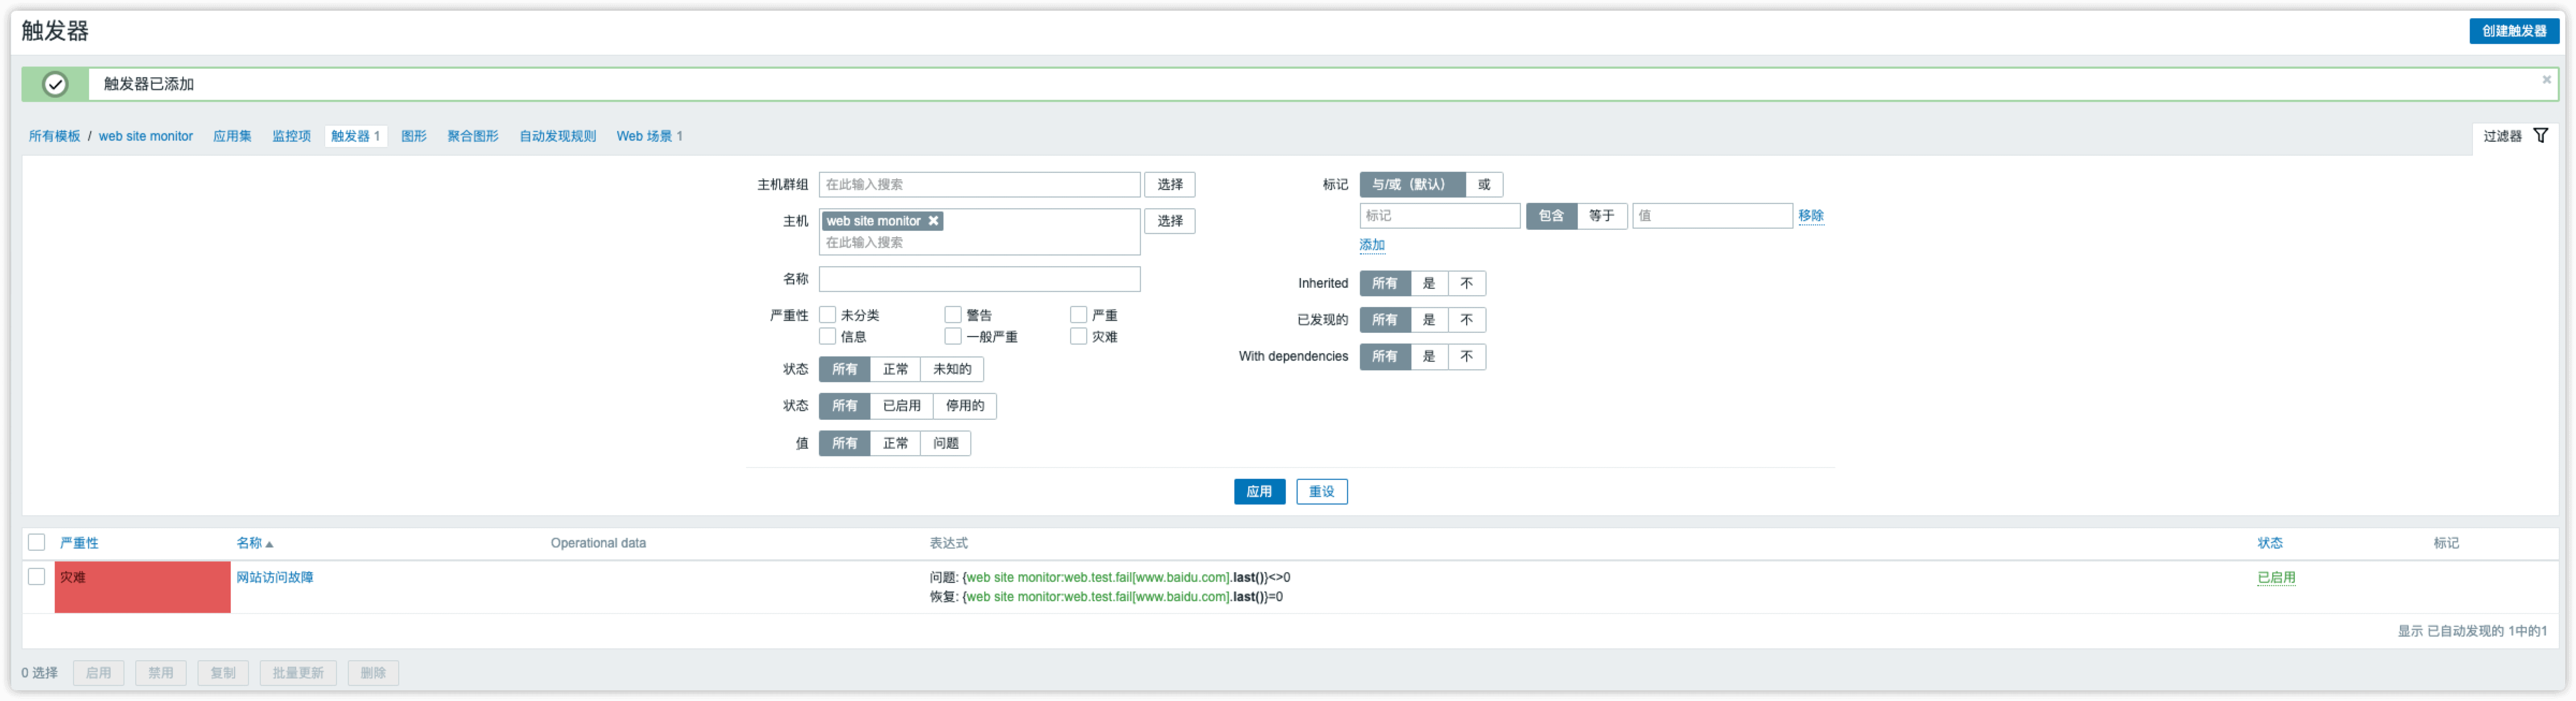 触发器
创建触发器
触发器已添加
所有模板 / web site monitor 应用集 监控项 触发器 1 图形 聚合图形 自动发现规则 Web 场景 1
过滤器
主机群组 在此输入搜索 选择
主机 web site monitor 选择
在此输入搜索
名称
严重性 未分类 警告 严重
信息 一般严重 灾难
状态 所有 正常 未知的
状态 所有 已启用 停用的
值 所有 正常 问题
标记 与/或（默认） 或
标记 包含 等于 值 移除
添加
Inherited 所有 是 不
已发现的 所有 是 不
With dependencies 所有 是 不
应用 重设
严重性 名称 Operational data 表达式 状态 标记
灾难 网站访问故障 问题: {web site monitor:web.test.fail[www.baidu.com].last()}<>0 已启用
恢复: {web site monitor:web.test.fail[www.baidu.com].last()}=0
显示 已自动发现的 1中的1
0 选择 启用 禁用 复制 批量更新 删除